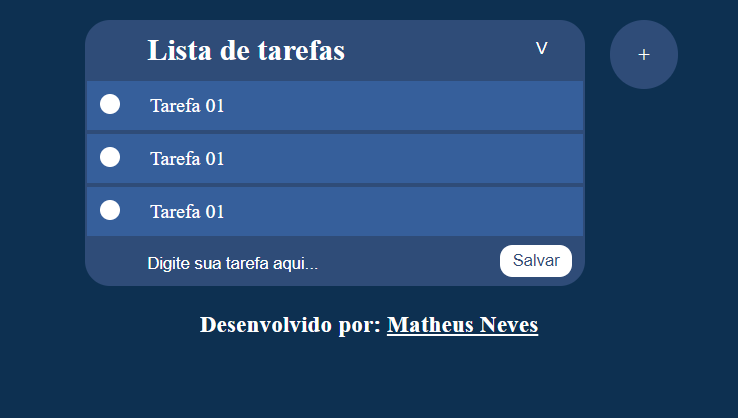 Lista de tarefas V +
Tarefa 01
Tarefa 01
Tarefa 01
Digite sua tarefa aqui... Salvar
Desenvolvido por: Matheus Neves